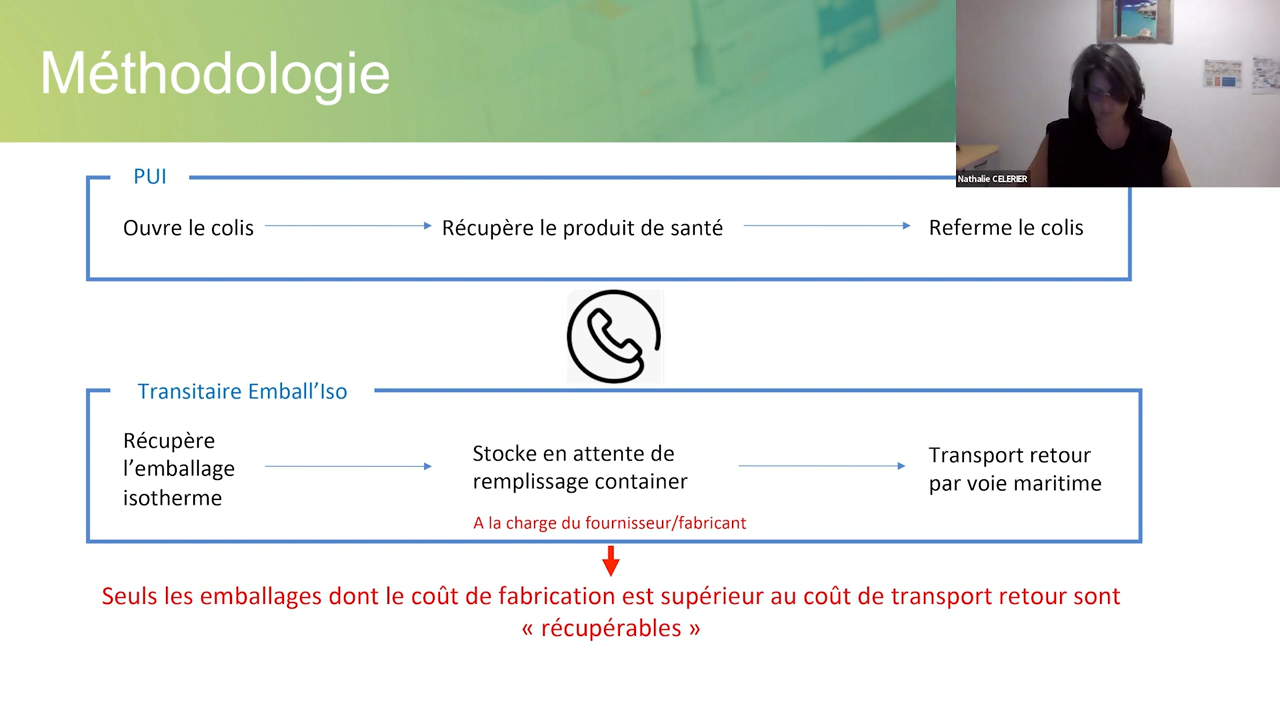 Méthodologie
Nathalie CELERIER
PUI
Ouvre le colis
Récupère le produit de santé
Referme le colis
Transitaire Emball’Iso
Récupère
l’emballage
isotherme
Stocke en attente de
remplissage container
Transport retour
par voie maritime
A la charge du fournisseur/fabricant
Seuls les emballages dont le coût de fabrication est supérieur au coût de transport retour sont
« récupérables »